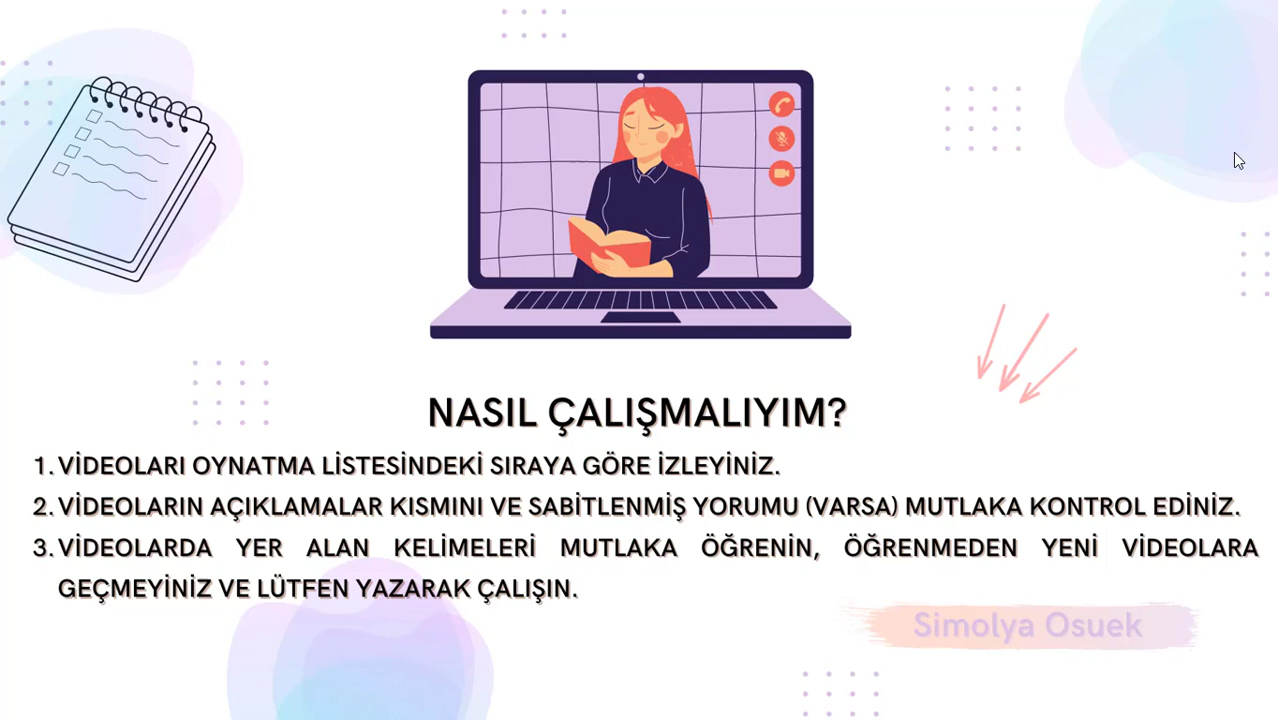 NASIL ÇALIŞMALIYIM?
1. VİDEOLARI OYNATMA LİSTESİNDEKİ SIRAYA GÖRE İZLEYİNİZ.
2. VİDEOLARIN AÇIKLAMALAR KISMINI VE SABİTLENMİŞ YORUMU (VARSA) MUTLAKA KONTROL EDİNİZ.
3. VİDEOLARDA YER ALAN KELİMELERİ MUTLAKA ÖĞRENİN, ÖĞRENMEDEN YENİ VİDEOLARA
GEÇMEYİNİZ VE LÜTFEN YAZARAK ÇALIŞIN.
Simolya Osuek